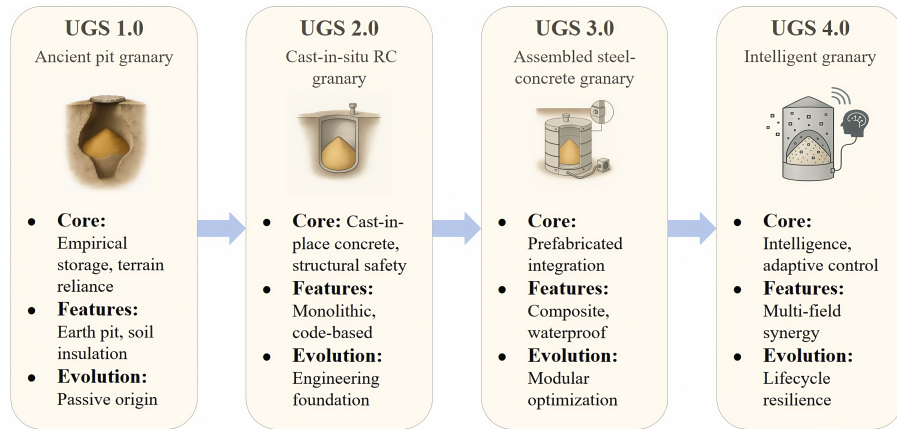 UGS 1.0
Ancient pit granary
• Core:
Empirical
storage, terrain
reliance
• Features:
Earth pit, soil
insulation
• Evolution:
Passive origin
UGS 2.0
Cast-in-situ RC
granary
• Core: Cast-in-
place concrete,
structural safety
• Features:
Monolithic,
code-based
• Evolution:
Engineering
foundation
UGS 3.0
Assembled steel-
concrete granary
• Core:
Prefabricated
integration
• Features:
Composite,
waterproof
• Evolution:
Modular
optimization
UGS 4.0
Intelligent granary
• Core:
Intelligence,
adaptive control
• Features:
Multi-field
synergy
• Evolution:
Lifecycle
resilience